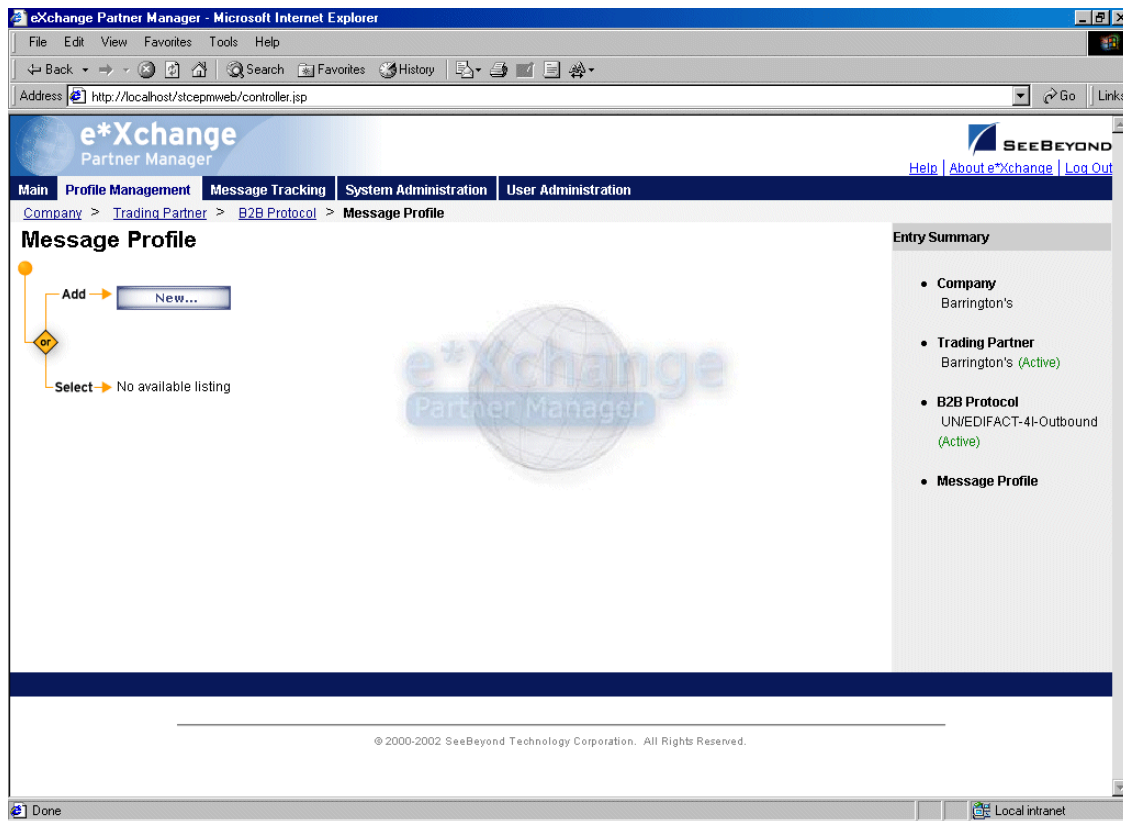 eXchange Partner Manager - Microsoft Internet Explorer
File Edit View Favorites Tools Help
Back Search Favorites History
Address http://localhost/stcepmweb/controller.jsp Go Links
e*Xchange
Partner Manager
SEEBEYOND
Help | About e*Xchange | Log Out
Main Profile Management Message Tracking System Administration User Administration
Company > Trading Partner > B2B Protocol > Message Profile
Message Profile
Entry Summary
Add New...
or
Select No available listing
e*Xchange
Partner Manager
• Company
Barrington's
• Trading Partner
Barrington's (Active)
• B2B Protocol
UN/EDIFACT-4I-Outbound
(Active)
• Message Profile
© 2000-2002 SeeBeyond Technology Corporation. All Rights Reserved.
Done Local intranet